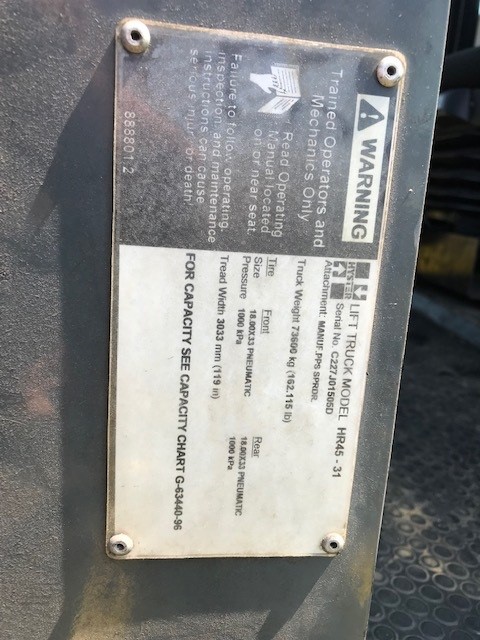 WARNING
Trained Operators and
Mechanics Only
Read Operating
Manual located
on or near seat.
Failure to follow operating,
inspection, and maintenance
instructions can cause
serious injury or death!
888801 2
HYSTER
LIFT TRUCK MODEL HR45 - 31
Serial No. C227J01505D
Attachment: MANUF.PPS SPRDR.
Truck Weight 73600 kg (162.115 lb)
Tire Front Rear
Size 18.00X33 PNEUMATIC 18.00X33 PNEUMATIC
Pressure 1000 kPa 1000 kPa
Tread Width 3033 mm (119 in)
FOR CAPACITY SEE CAPACITY CHART G-63440-96